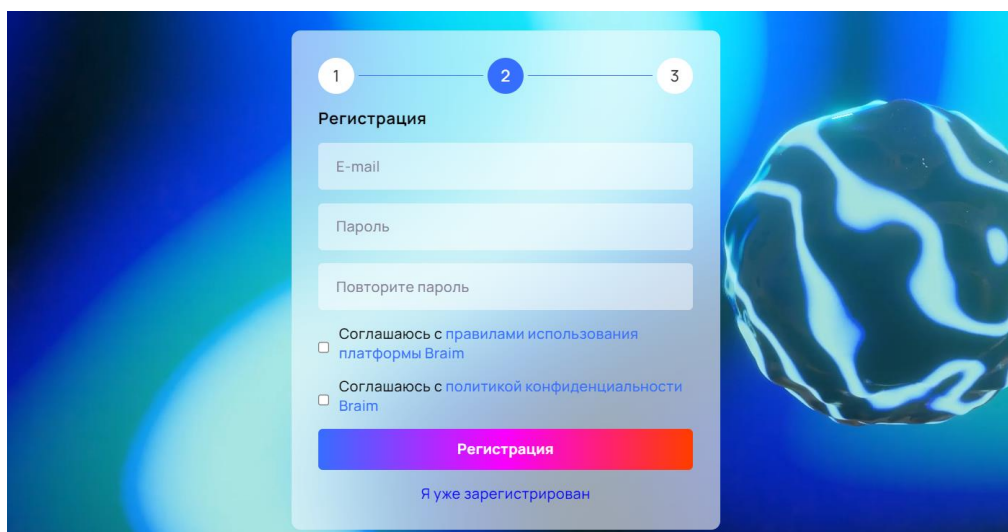 1 2 3
Регистрация
E-mail
Пароль
Повторите пароль
Соглашаюсь с правилами использования
платформы Braim
Соглашаюсь с политикой конфиденциальности
Braim
Регистрация
Я уже зарегистрирован